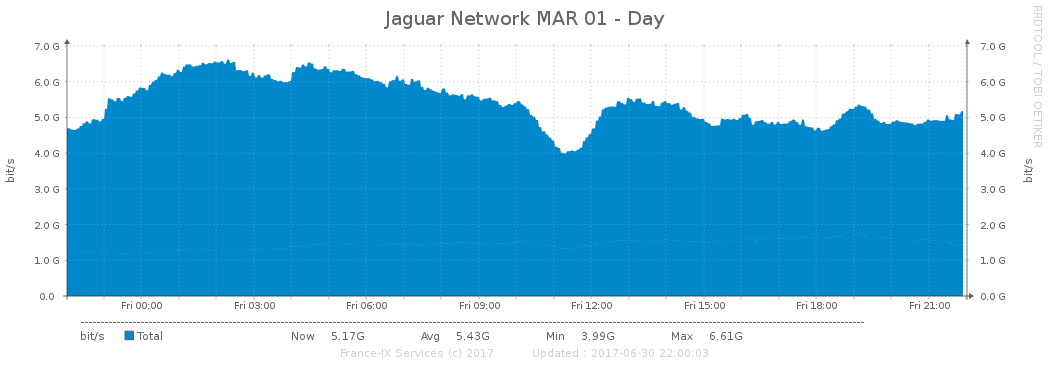 Jaguar Network MAR 01 - Day
RRDTOOL / TOBI OETIKER
7.0 G 7.0 G
6.0 G 6.0 G
5.0 G 5.0 G
4.0 G 4.0 G
3.0 G 3.0 G
2.0 G 2.0 G
1.0 G 1.0 G
0.0 0.0 G
bit/s bit/s
Fri 00:00 Fri 03:00 Fri 06:00 Fri 09:00 Fri 12:00 Fri 15:00 Fri 18:00 Fri 21:00
bit/s Total Now 5.17G Avg 5.43G Min 3.99G Max 6.61G
France-IX Services (c) 2017 Updated : 2017-06-30 22:00:03